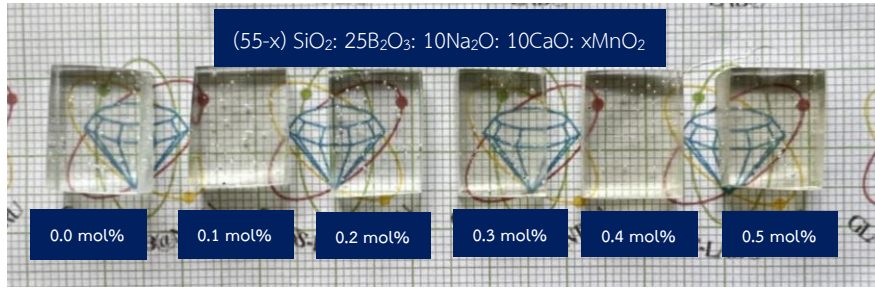 (55-x) SiO₂: 25B₂O₃: 10Na₂O: 10CaO: xMnO₂
0.0 mol%
0.1 mol%
0.2 mol%
0.3 mol%
0.4 mol%
0.5 mol%